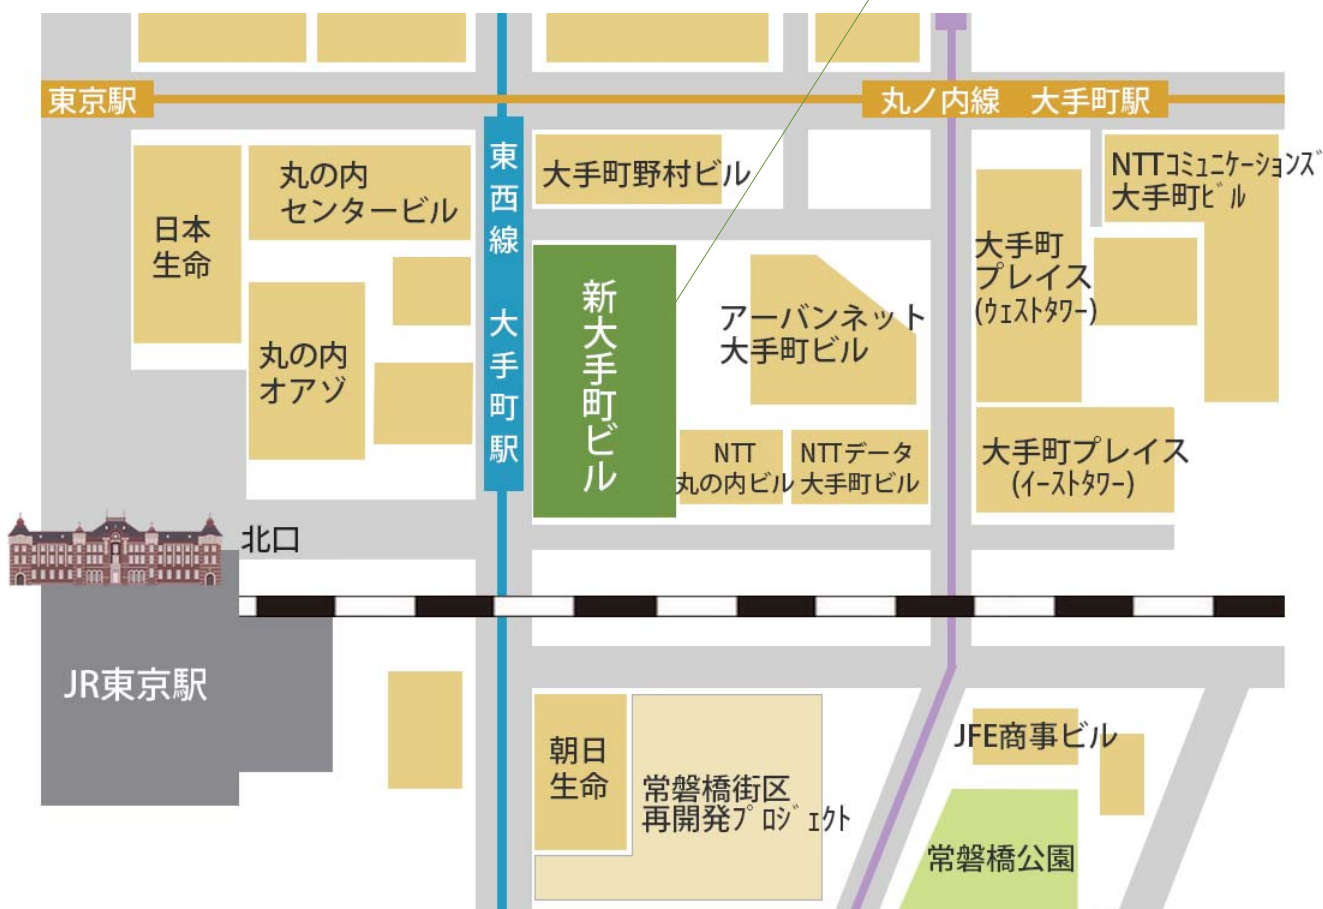 東京駅
丸ノ内線 大手町駅
東西線 大手町駅
丸の内
センタービル
大手町野村ビル
NTTコミュニケーションズ
大手町ビル
日本
生命
新大手町ビル
大手町
プレイス
(ウェストタワー)
アーバンネット
大手町ビル
丸の内
オアゾ
NTT
丸の内ビル
NTTデータ
大手町ビル
大手町プレイス
(イーストタワー)
北口
JR東京駅
朝日
生命
常磐橋街区
再開発プロジェクト
JFE商事ビル
常磐橋公園